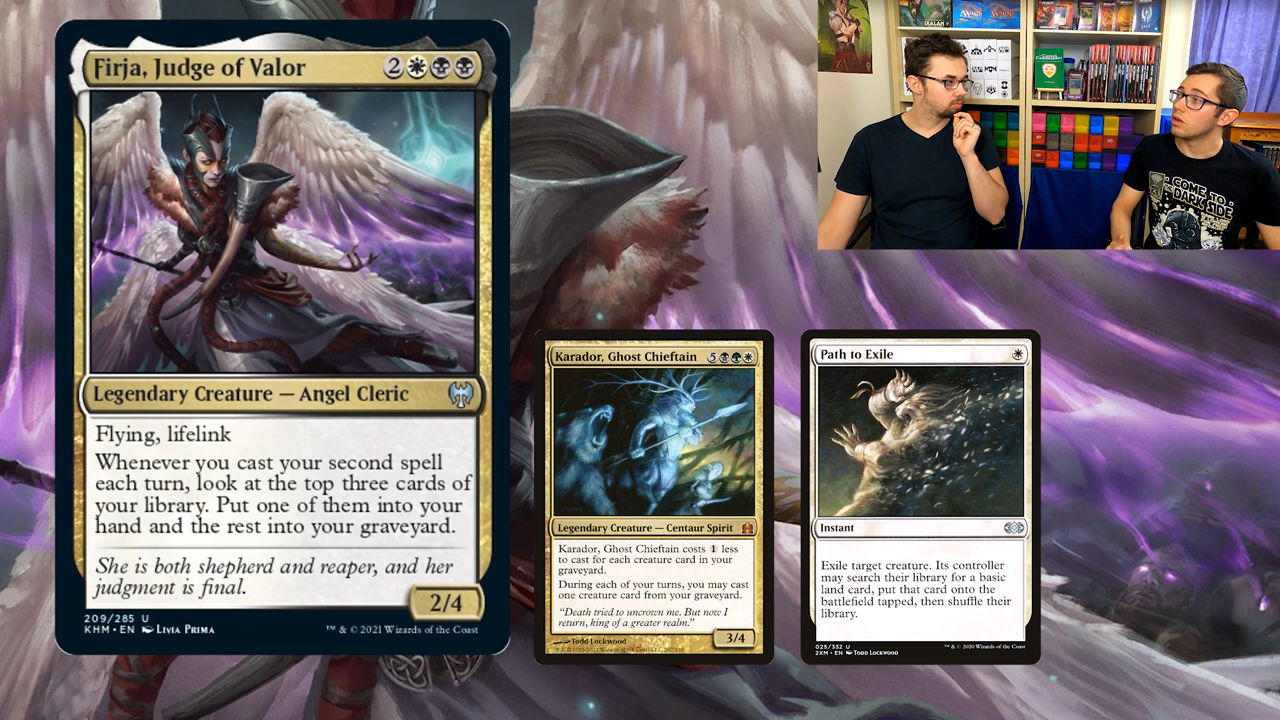 Firja, Judge of Valor 2
Legendary Creature — Angel Cleric
Flying, lifelink
Whenever you cast your second spell
each turn, look at the top three cards of
your library. Put one of them into your
hand and the rest into your graveyard.
She is both shepherd and reaper, and her
judgment is final.
2/4
209/285 U
KHM • EN Livia Prima
™ & © 2021 Wizards of the Coast
Karador, Ghost Chieftain 5
Legendary Creature — Centaur Spirit
Karador, Ghost Chieftain costs 1 less
to cast for each creature card in your
graveyard.
During each of your turns, you may cast
one creature card from your graveyard.
“Death tried to uncrown me. But now I
return, king of a greater realm.”
Todd Lockwood
3/4
Path to Exile
Instant
Exile target creature. Its controller
may search their library for a basic
land card, put that card onto the
battlefield tapped, then shuffle their
library.
025/332 U
2XM • EN Todd Lockwood
™ & © 2020 Wizards of the Coast
COME TO
DARK SIDE